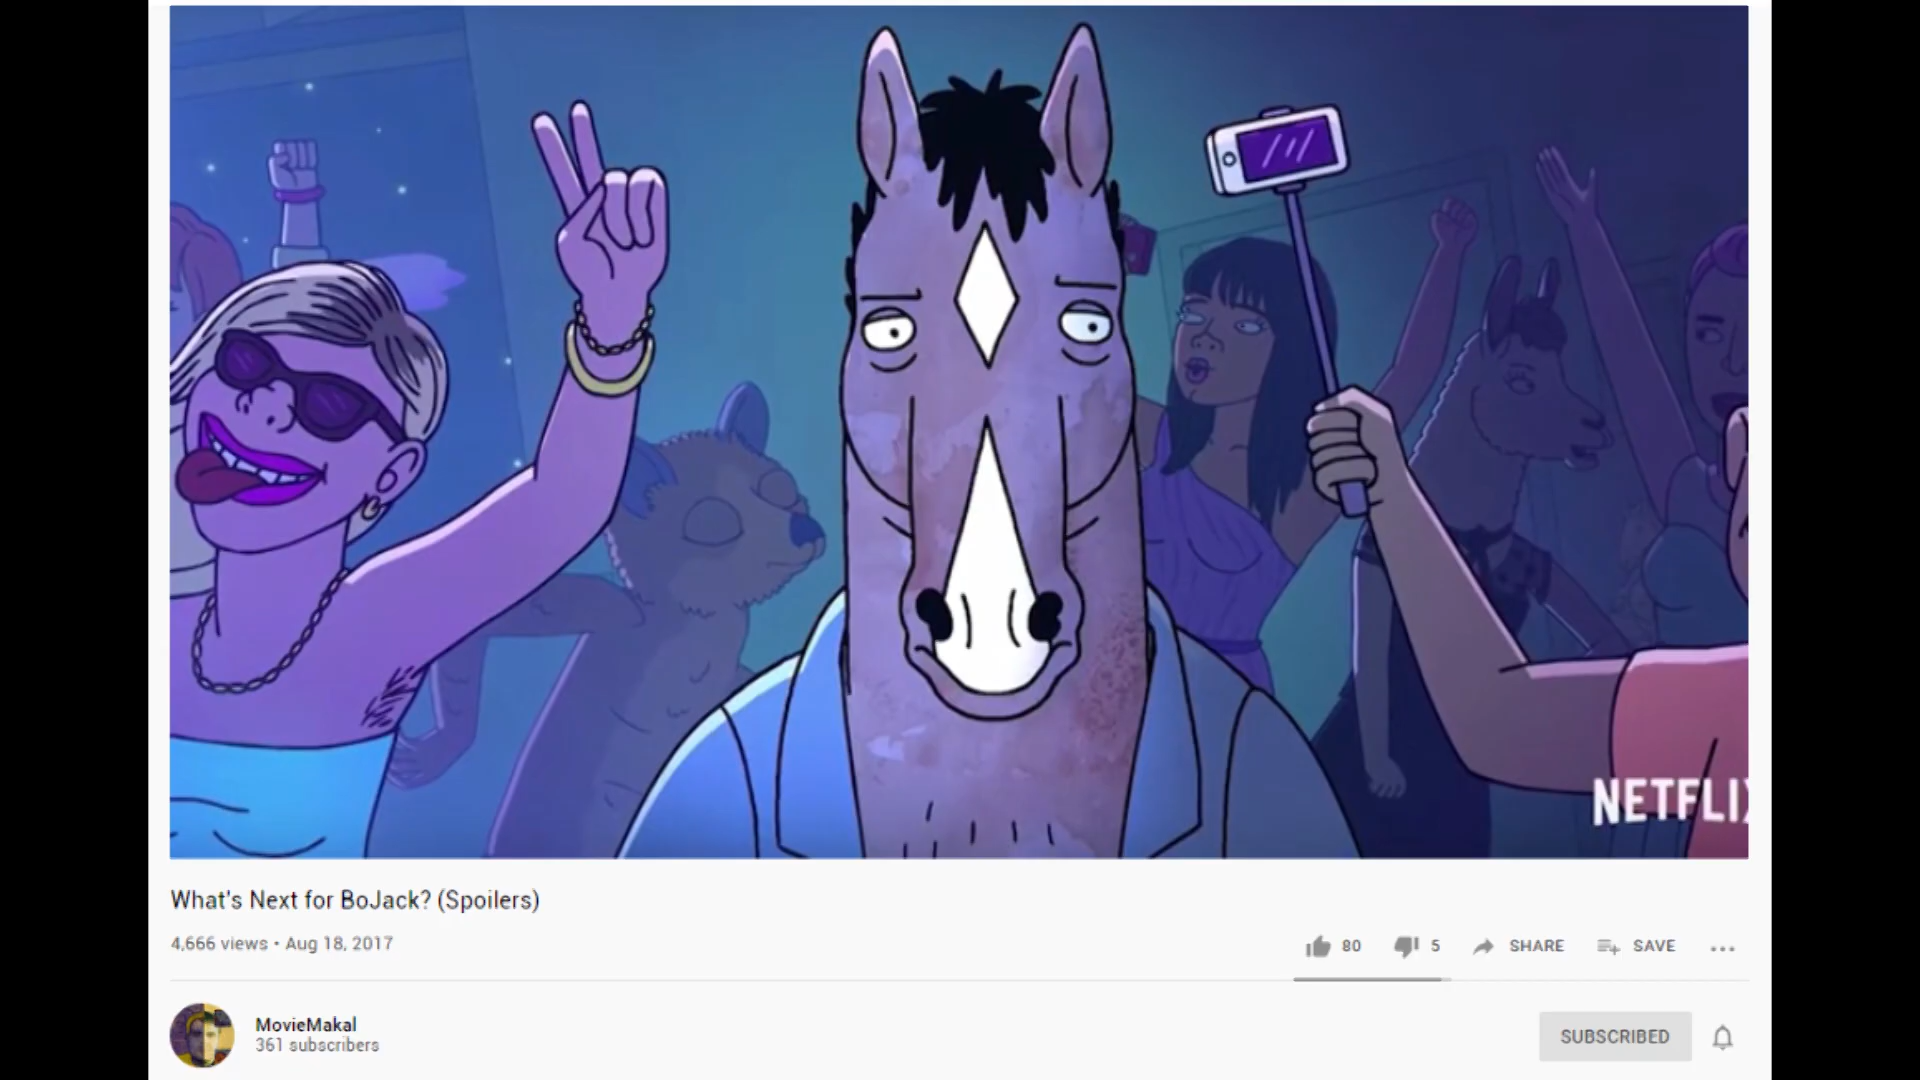 NETFLIX
What's Next for BoJack? (Spoilers)
4,666 views • Aug 18, 2017
80 5 SHARE SAVE ...
MovieMakal
361 subscribers
SUBSCRIBED